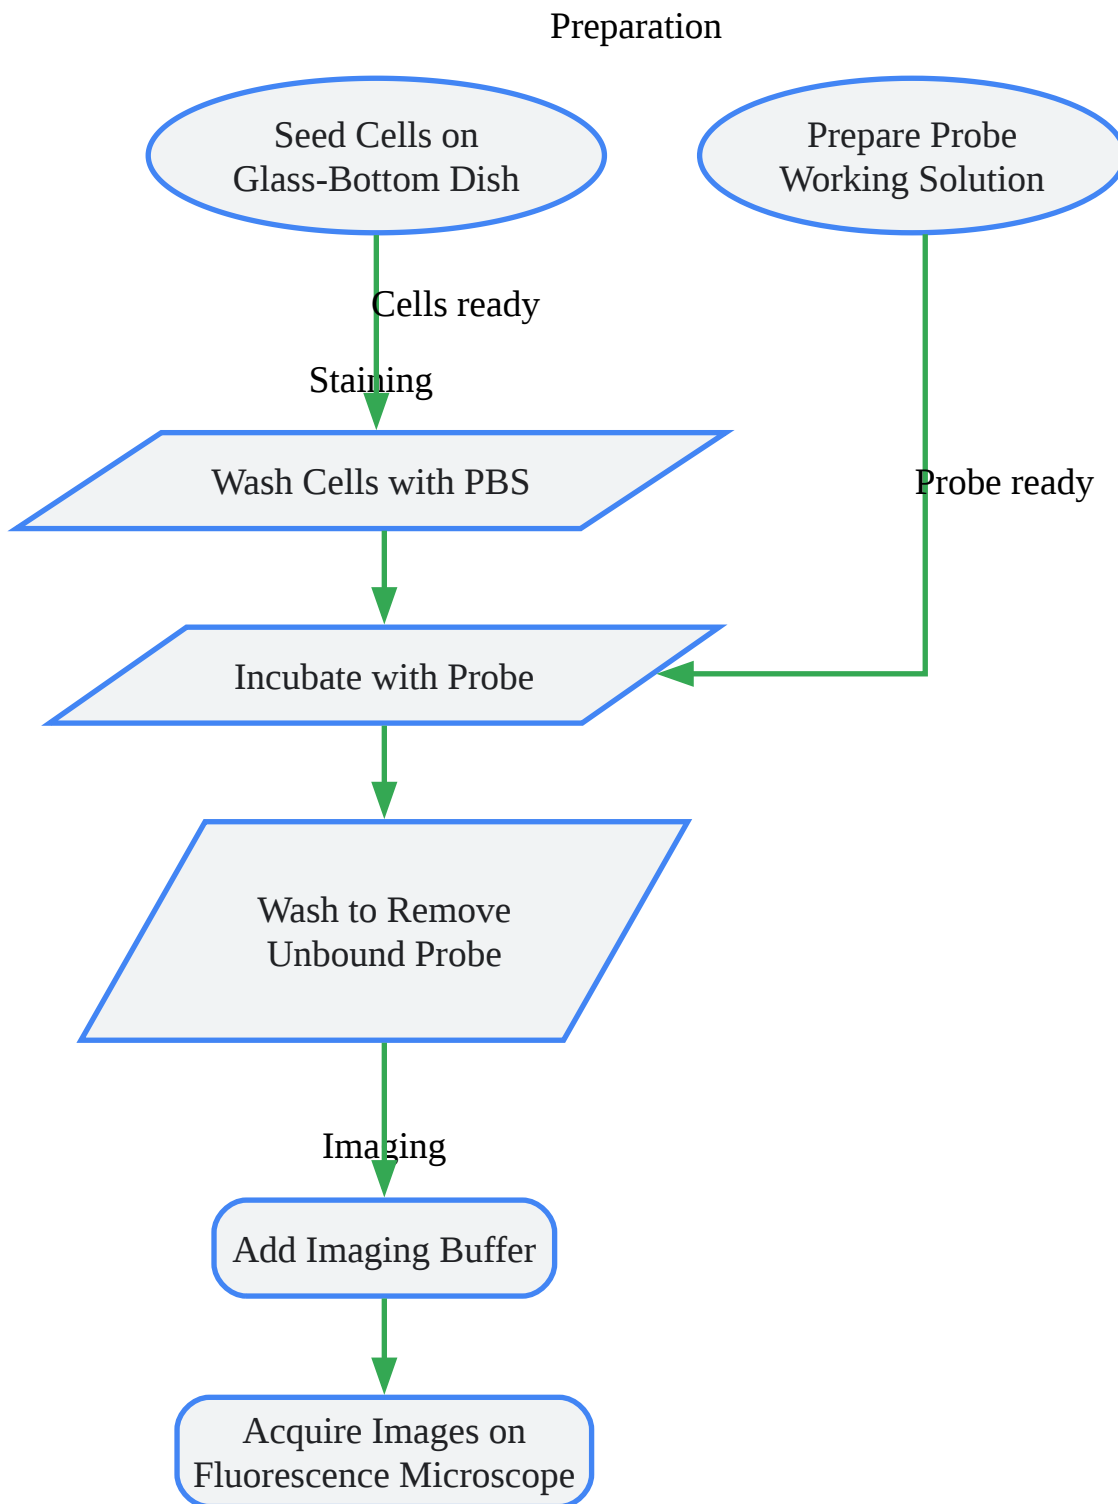 Preparation
Seed Cells on
Glass-Bottom Dish
Prepare Probe
Working Solution
Cells ready
Staining
Wash Cells with PBS
Probe ready
Incubate with Probe
Wash to Remove
Unbound Probe
Imaging
Add Imaging Buffer
Acquire Images on
Fluorescence Microscope